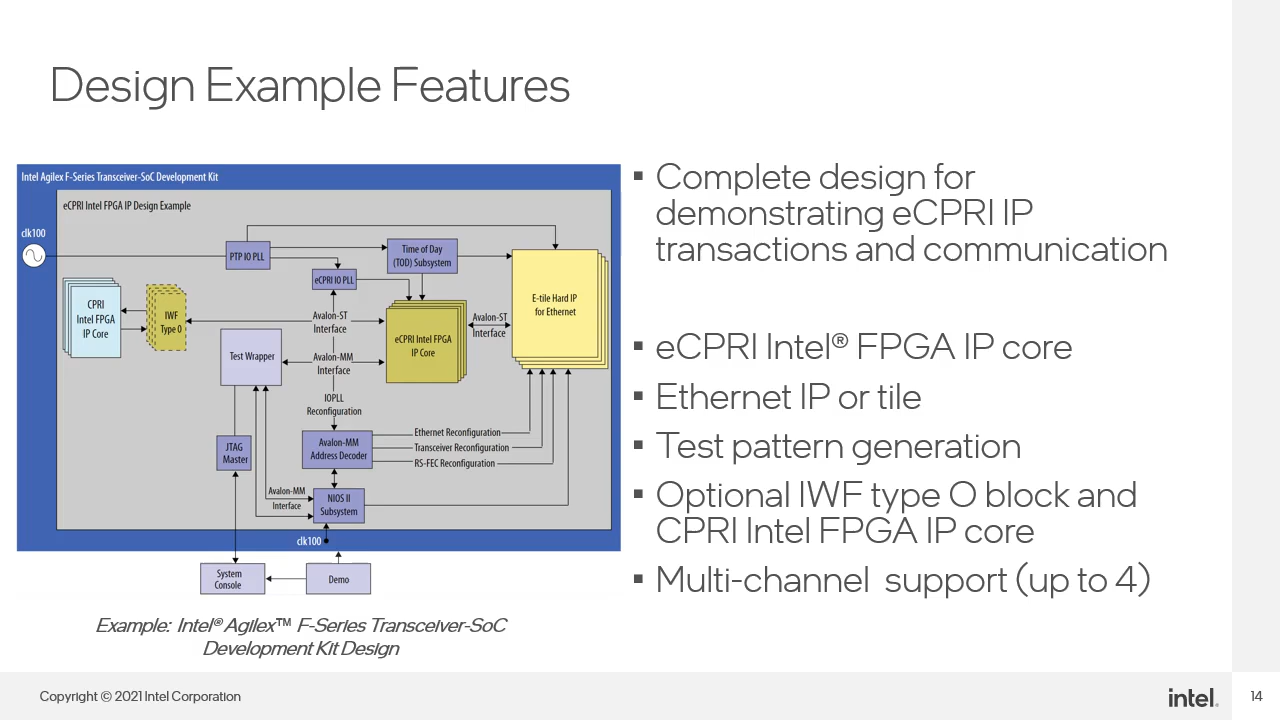 Design Example Features
Intel Agilex F-Series Transceiver-SoC Development Kit
eCPRI Intel FPGA IP Design Example
clk100
PTP IO PLL
Time of Day
(TOD) Subsystem
eCPRI IO PLL
CPRI
Intel FPGA
IP Core
IWF
Type 0
Avalon-ST
Interface
eCPRI Intel FPGA
IP Core
Avalon-ST
Interface
E-tile Hard IP
for Ethernet
Test Wrapper
Avalon-MM
Interface
IOPLL
Reconfiguration
JTAG
Master
Avalon-MM
Address Decoder
Ethernet Reconfiguration
Transceiver Reconfiguration
RS-FEC Reconfiguration
Avalon-MM
Interface
NIOS II
Subsystem
clk100
System
Console
Demo
Example: Intel® Agilex™ F-Series Transceiver-SoC
Development Kit Design
▪ Complete design for
demonstrating eCPRI IP
transactions and communication
▪ eCPRI Intel® FPGA IP core
▪ Ethernet IP or tile
▪ Test pattern generation
▪ Optional IWF type 0 block and
CPRI Intel FPGA IP core
▪ Multi-channel support (up to 4)
Copyright © 2021 Intel Corporation
intel.
14